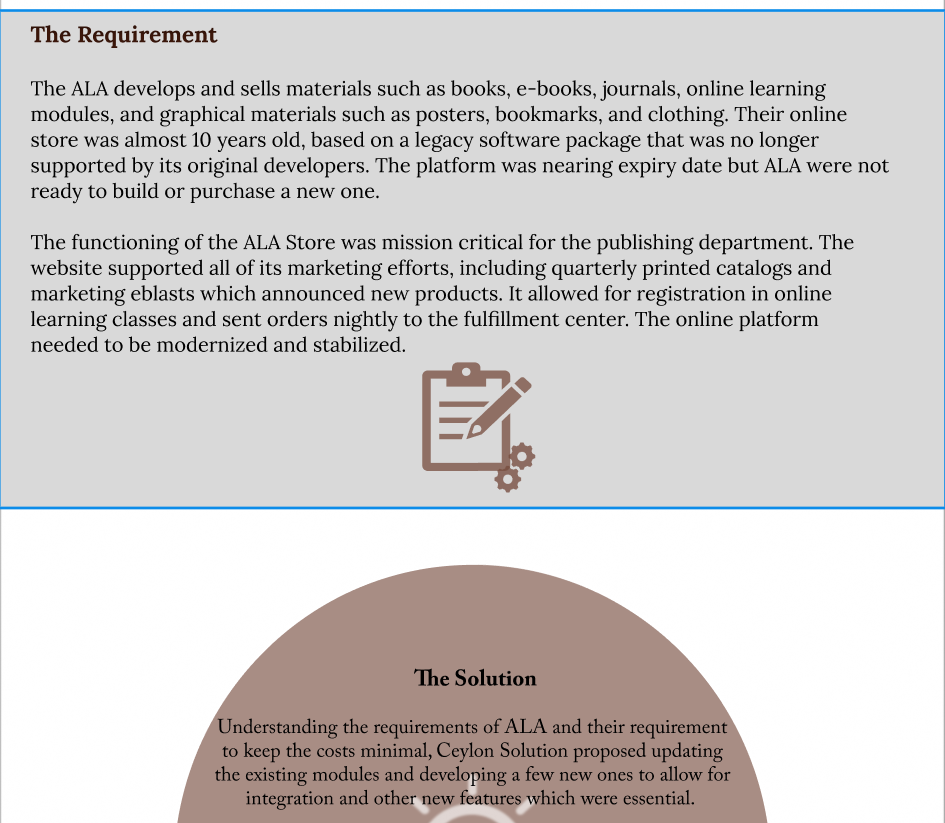 The Requirement
The ALA develops and sells materials such as books, e-books, journals, online learning
modules, and graphical materials such as posters, bookmarks, and clothing. Their online
store was almost 10 years old, based on a legacy software package that was no longer
supported by its original developers. The platform was nearing expiry date but ALA were not
ready to build or purchase a new one.
The functioning of the ALA Store was mission critical for the publishing department. The
website supported all of its marketing efforts, including quarterly printed catalogs and
marketing eblasts which announced new products. It allowed for registration in online
learning classes and sent orders nightly to the fulfillment center. The online platform
needed to be modernized and stabilized.
The Solution
Understanding the requirements of ALA and their requirement
to keep the costs minimal, Ceylon Solution proposed updating
the existing modules and developing a few new ones to allow for
integration and other new features which were essential.